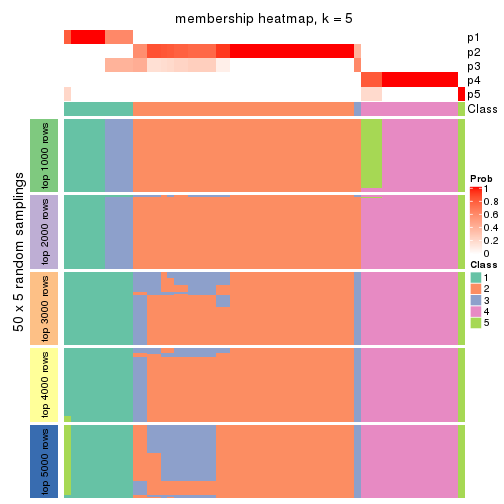 membership heatmap, k = 5
p1
p2
p3
p4
p5
Class
50 x 5 random samplings
top 1000 rows
top 2000 rows
top 3000 rows
top 4000 rows
top 5000 rows
Prob
1
0.8
0.6
0.4
0.2
0
Class
1
2
3
4
5